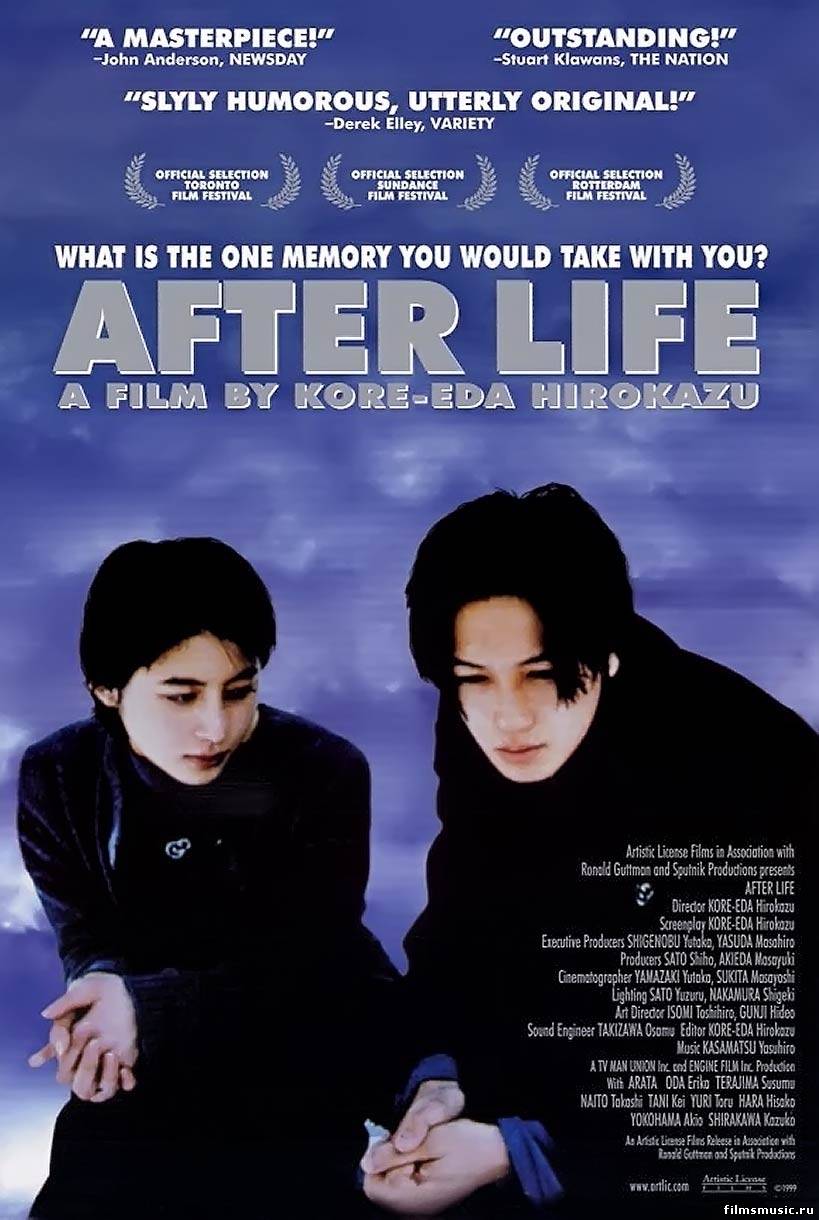 “A MASTERPIECE!”
–John Anderson, NEWSDAY
“OUTSTANDING!”
–Stuart Klawans, THE NATION
“SLYLY HUMOROUS, UTTERLY ORIGINAL!”
–Derek Elley, VARIETY
OFFICIAL SELECTION
TORONTO
FILM FESTIVAL
OFFICIAL SELECTION
SUNDANCE
FILM FESTIVAL
OFFICIAL SELECTION
ROTTERDAM
FILM FESTIVAL
WHAT IS THE ONE MEMORY YOU WOULD TAKE WITH YOU?
AFTER LIFE
A FILM BY KORE-EDA HIROKAZU
Artistic License Films in Association with
Ronald Guttman and Sputnik Productions presents
AFTER LIFE
Director KORE-EDA Hirokazu
Screenplay KORE-EDA Hirokazu
Executive Producers SHIGENOBU Yutaka, YASUDA Masahiro
Producers SATO Shiho, AKIEDA Masayuki
Cinematographer YAMAZAKI Yutaka, SUKITA Masayoshi
Lighting SATO Yuzuru, NAKAMURA Shigeki
Art Director ISOMI Toshihiro, GUNJI Hideo
Sound Engineer TAKIZAWA Osamu Editor KORE-EDA Hirokazu
Music KASAMATSU Yasuhiro
A TV MAN UNION Inc. and ENGINE FILM Inc. Production
With ARATA ODA Erika TERAJIMA Susumu
NAITO Takashi TANI Kei YURI Toru HARA Hisako
YOKOHAMA Akio SHIRAKAWA Kazuko
An Artistic License Films Release in Association with
Ronald Guttman and Sputnik Productions
www.artlic.com
Artistic License
FILMS
©1999
filmsmusic.ru